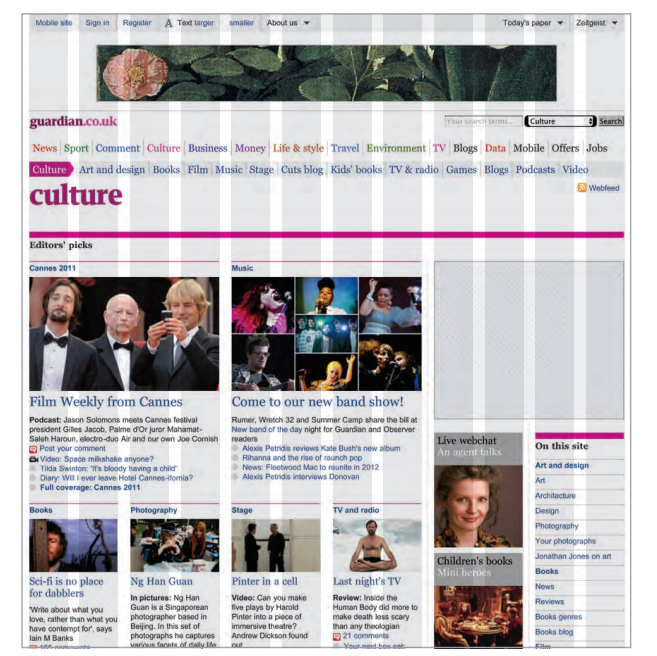 Mobile site Sign in Register A Text larger smaller About us Today's paper Zeitgeist
guardian.co.uk
Your search terms... Culture Search
News Sport Comment Culture Business Money Life & style Travel Environment TV Blogs Data Mobile Offers Jobs
Culture Art and design Books Film Music Stage Cuts blog Kids' books TV & radio Games Blogs Podcasts Video
culture
Webfeed
Editors' picks
Cannes 2011
Film Weekly from Cannes
Podcast: Jason Solomons meets Cannes festival
president Gilles Jacob, Palme d'Or juror Mahamat-
Saleh Haroun, electro-duo Air and our own Joe Cornish
Post your comment
Video: Space milkshake anyone?
Tilda Swinton: 'It's bloody having a child'
Diary: Will I ever leave Hotel Cannes-ifornia?
Full coverage: Cannes 2011
Music
Come to our new band show!
Rumer, Wretch 32 and Summer Camp share the bill at
New band of the day night for Guardian and Observer
readers
Alexis Petridis reviews Kate Bush's new album
Rihanna and the rise of raunch pop
News: Fleetwood Mac to reunite in 2012
Alexis Petridis interviews Donovan
Books
Sci-fi is no place
for dabblers
'Write about what you
love, rather than what you
have contempt for', says
Iain M Banks
165 comments
Photography
Ng Han Guan
In pictures: Ng Han
Guan is a Singaporean
photographer based in
Beijing. In this set of
photographs he captures
various facets of daily life
Stage
Pinter in a cell
Video: Can you make
five plays by Harold
Pinter into a piece of
immersive theatre?
Andrew Dickson found
out
TV and radio
Last night's TV
Review: Inside the
Human Body did more to
make death less scary
than any theologian
21 comments
Your next box set:
Live webchat
An agent talks
Children's books
Mini heroes
On this site
Art and design
Art
Architecture
Design
Photography
Your photographs
Jonathan Jones on art
Books
News
Reviews
Books genres
Books blog
Film